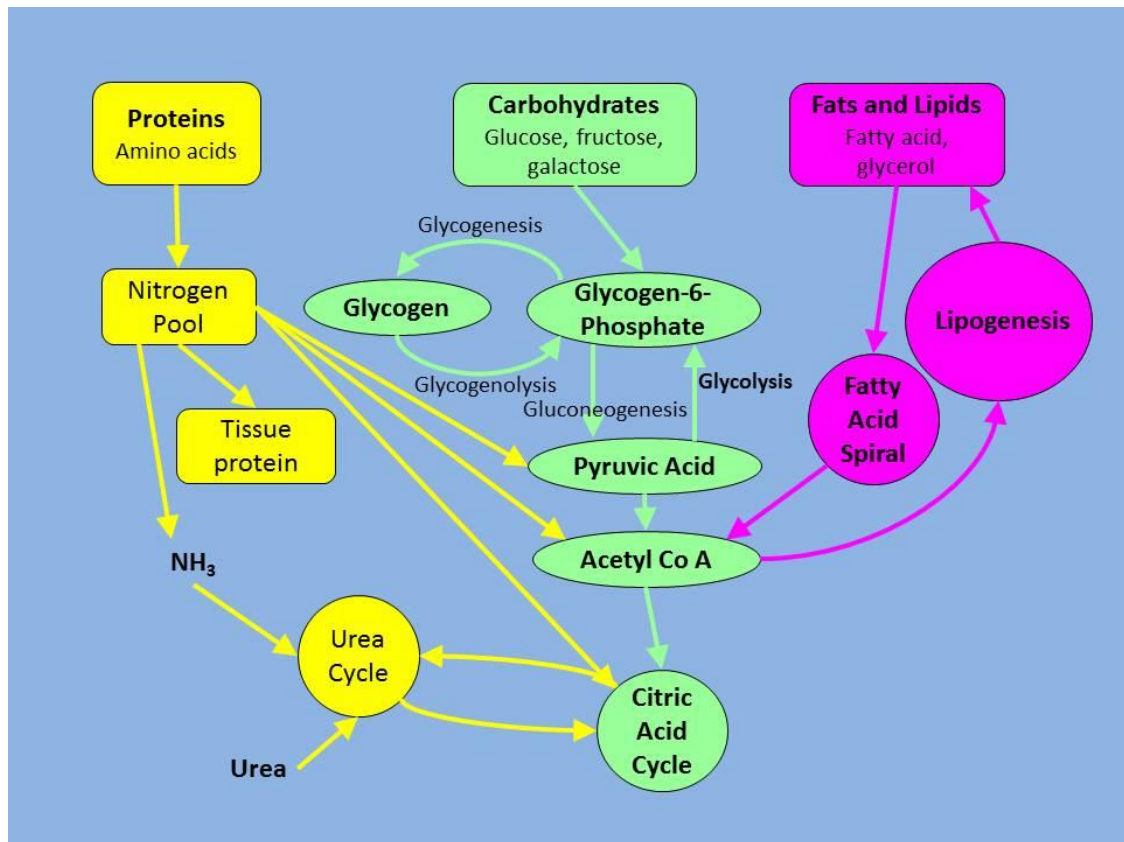 Proteins
Amino acids
Carbohydrates
Glucose, fructose,
galactose
Fats and Lipids
Fatty acid,
glycerol
Glycogenesis
Nitrogen
Pool
Glycogen
Glycogen-6-
Phosphate
Lipogenesis
Glycogenolysis
Glycolysis
Gluconeogenesis
Fatty
Acid
Spiral
Tissue
protein
Pyruvic Acid
NH₃
Acetyl Co A
Urea
Cycle
Citric
Acid
Cycle
Urea